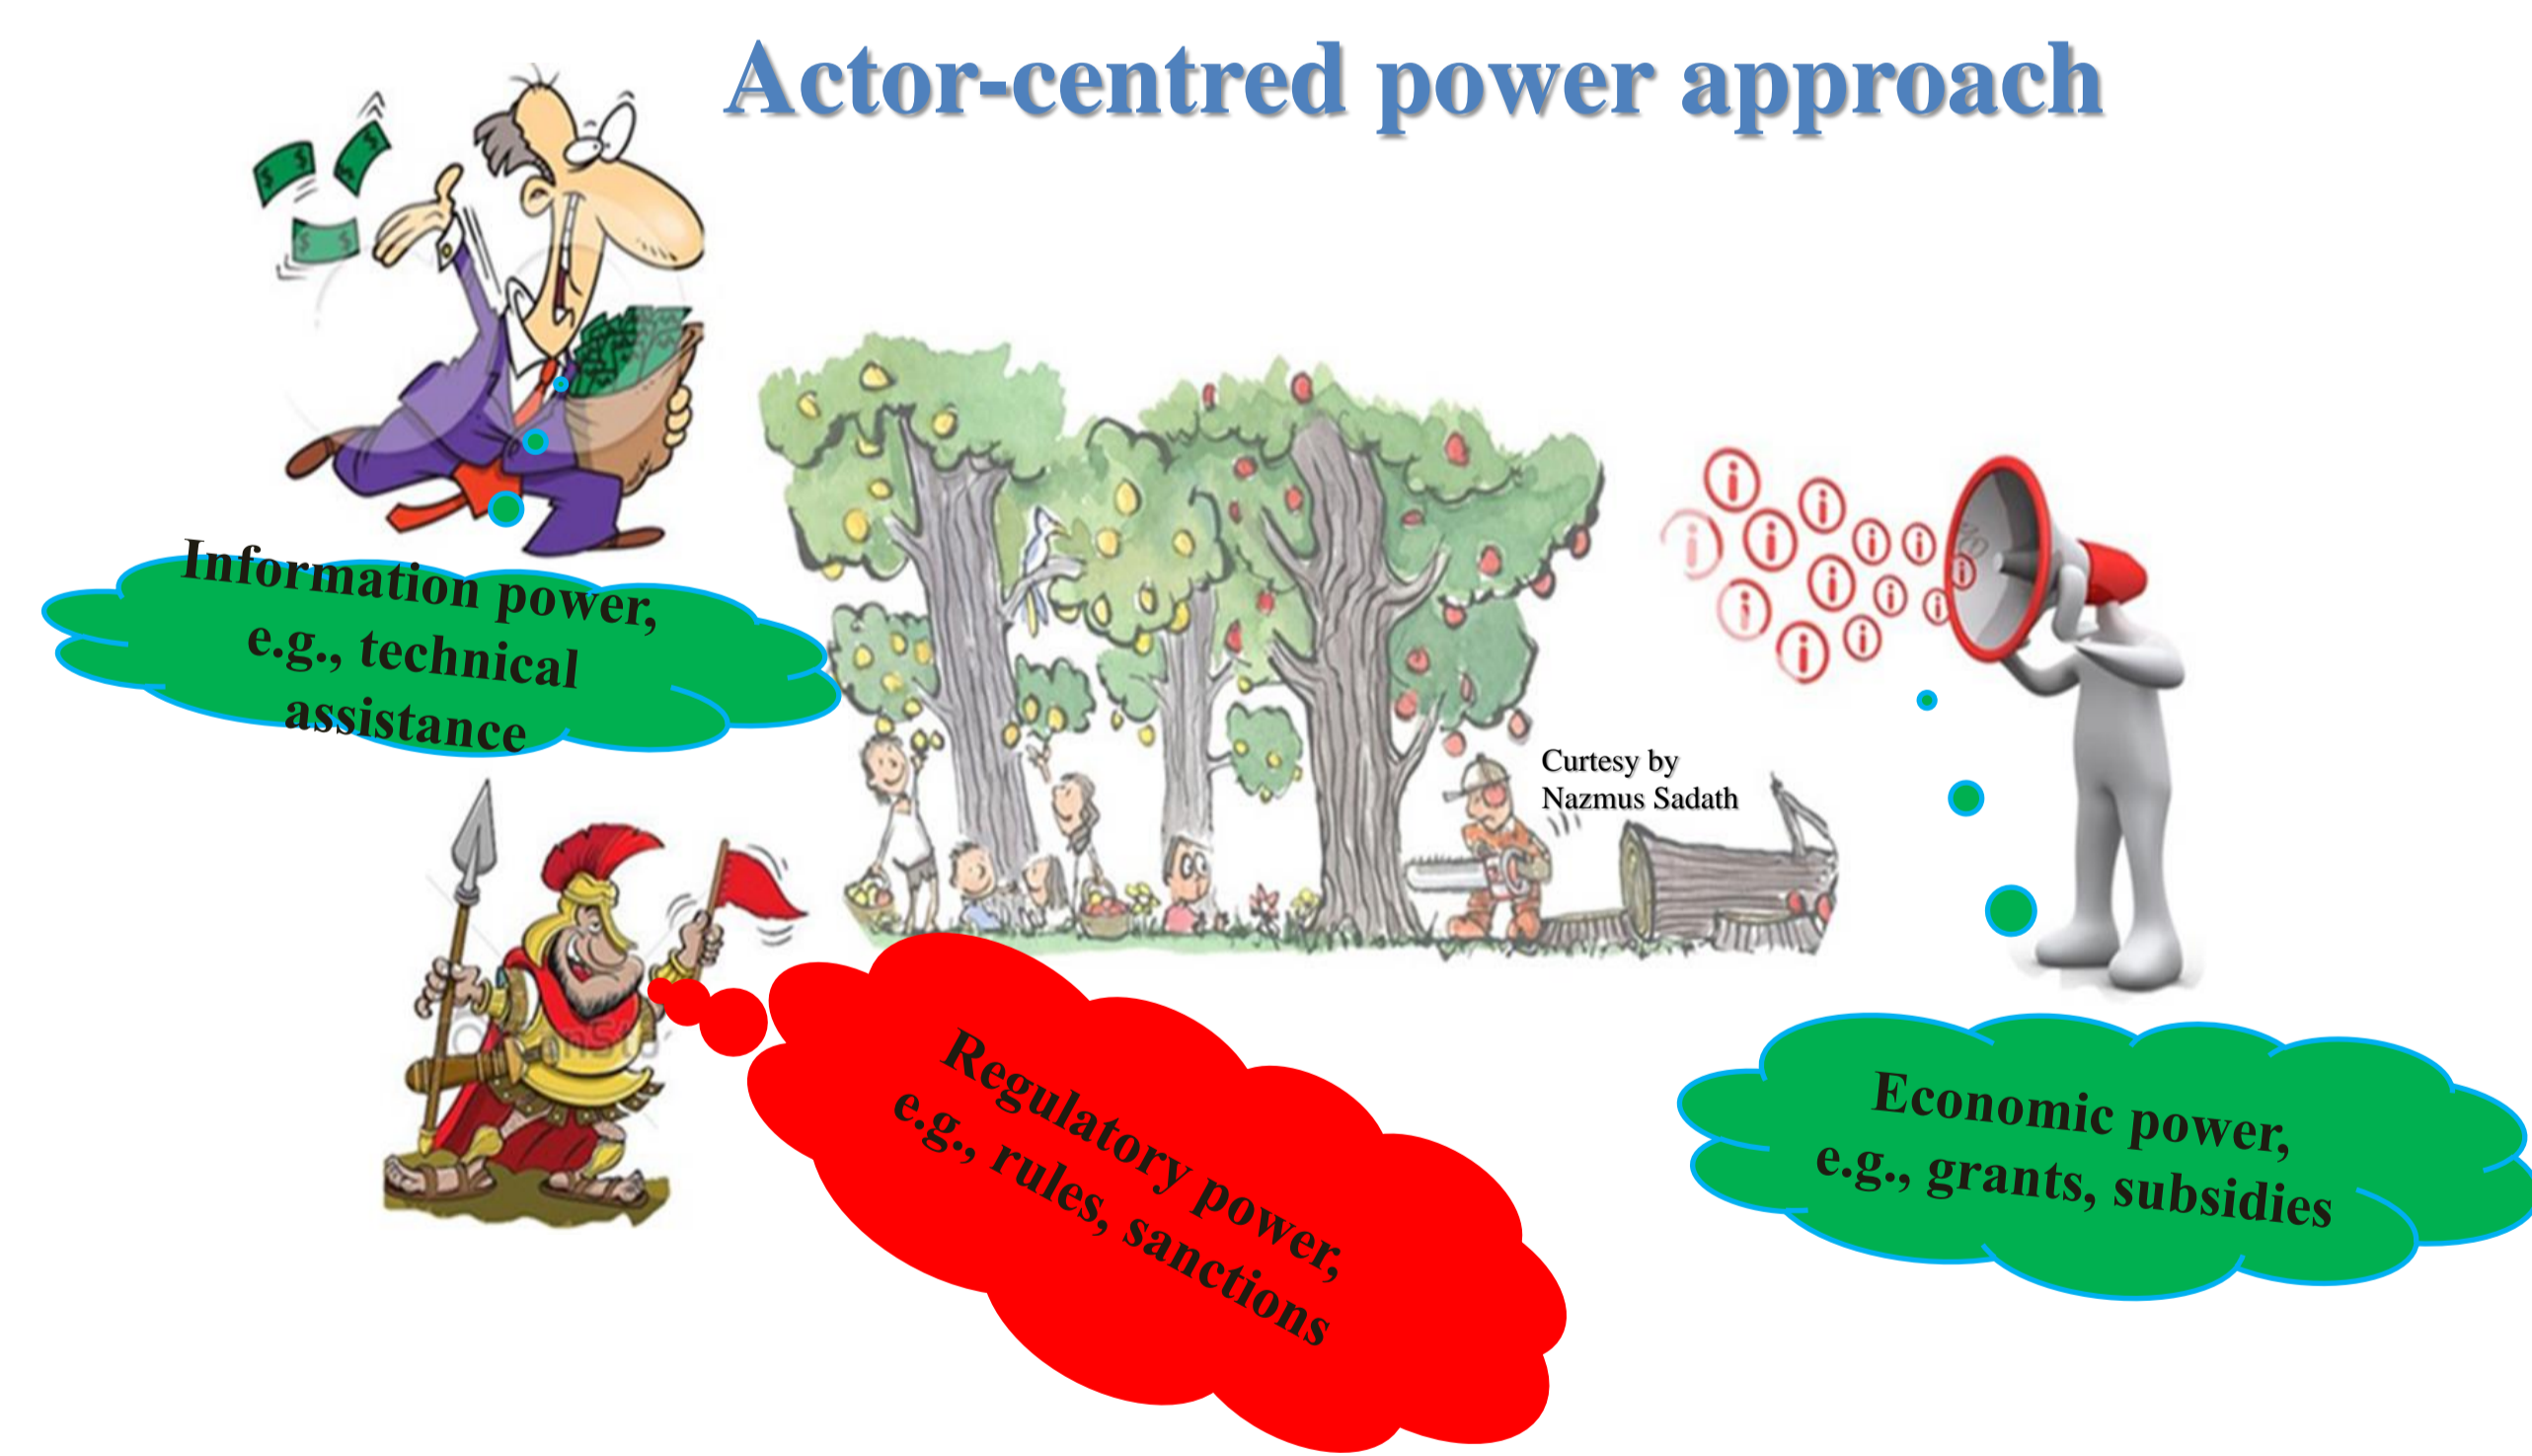 Actor-centred power approach
Information power,
e.g., technical
assistance
Curtesy by
Nazmus Sadath
Regulatory power,
e.g., rules, sanctions
Economic power,
e.g., grants, subsidies